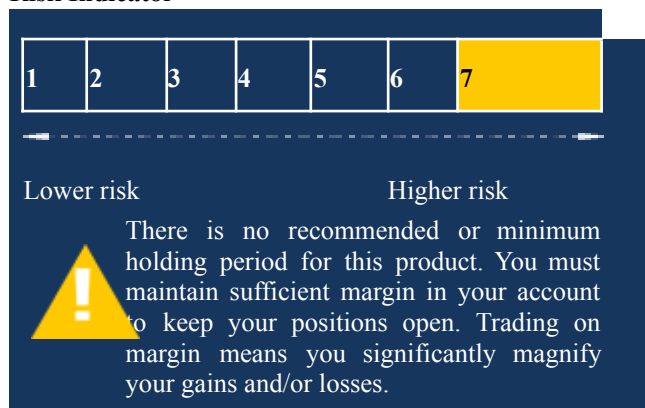 1 2 3 4 5 6 7
Lower risk Higher risk
There is no recommended or minimum
holding period for this product. You must
maintain sufficient margin in your account
to keep your positions open. Trading on
margin means you significantly magnify
your gains and/or losses.